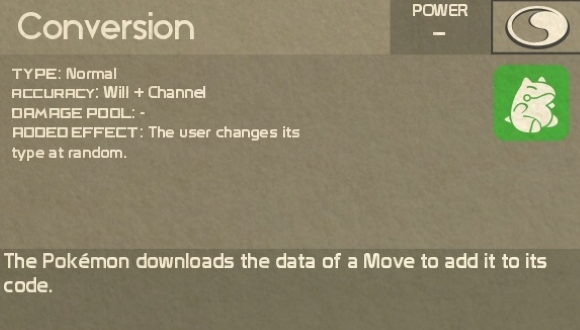 Conversion
POWER
–
TYPE: Normal
ACCURACY: Will + Channel
DAMAGE POOL: -
ADDED EFFECT: The user changes its
type at random.
The Pokémon downloads the data of a Move to add it to its
code.